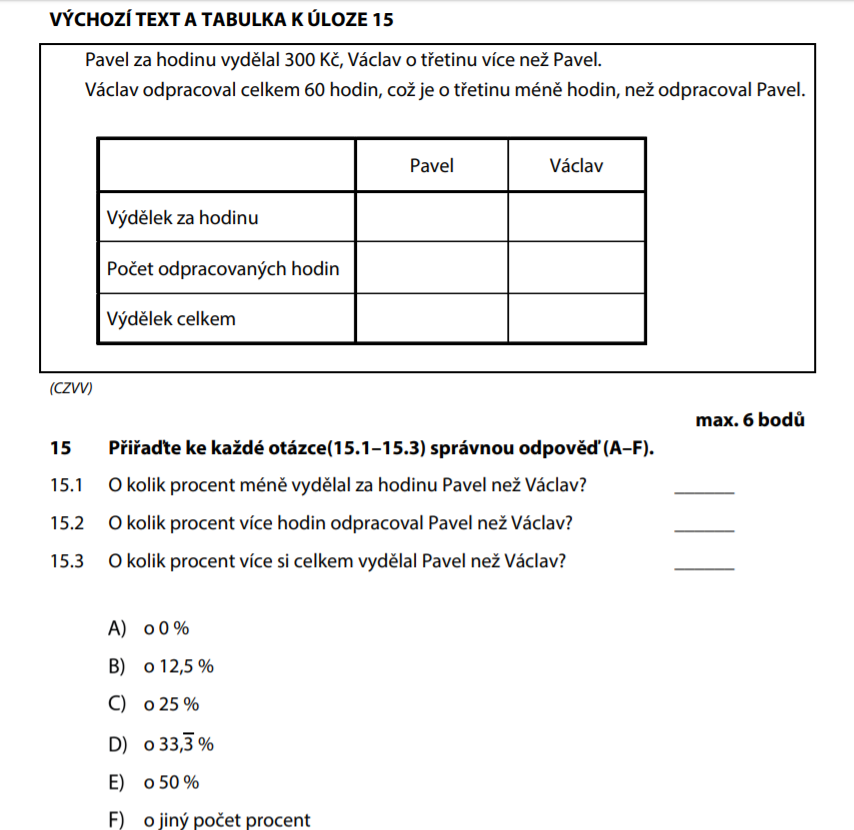 VÝCHOZÍ TEXT A TABULKA K ÚLOZE 15
Pavel za hodinu vydělal 300 Kč, Václav o třetinu více než Pavel.
Václav odpracoval celkem 60 hodin, což je o třetinu méně hodin, než odpracoval Pavel.
Pavel Václav
Výdělek za hodinu
Počet odpracovaných hodin
Výdělek celkem
(CZVV)
max. 6 bodů
15 Přiřaďte ke každé otázce(15.1–15.3) správnou odpověď (A–F).
15.1 O kolik procent méně vydělal za hodinu Pavel než Václav? ______
15.2 O kolik procent více hodin odpracoval Pavel než Václav? ______
15.3 O kolik procent více si celkem vydělal Pavel než Václav? ______
A) o 0 %
B) o 12,5 %
C) o 25 %
D) o 33,3̅ %
E) o 50 %
F) o jiný počet procent